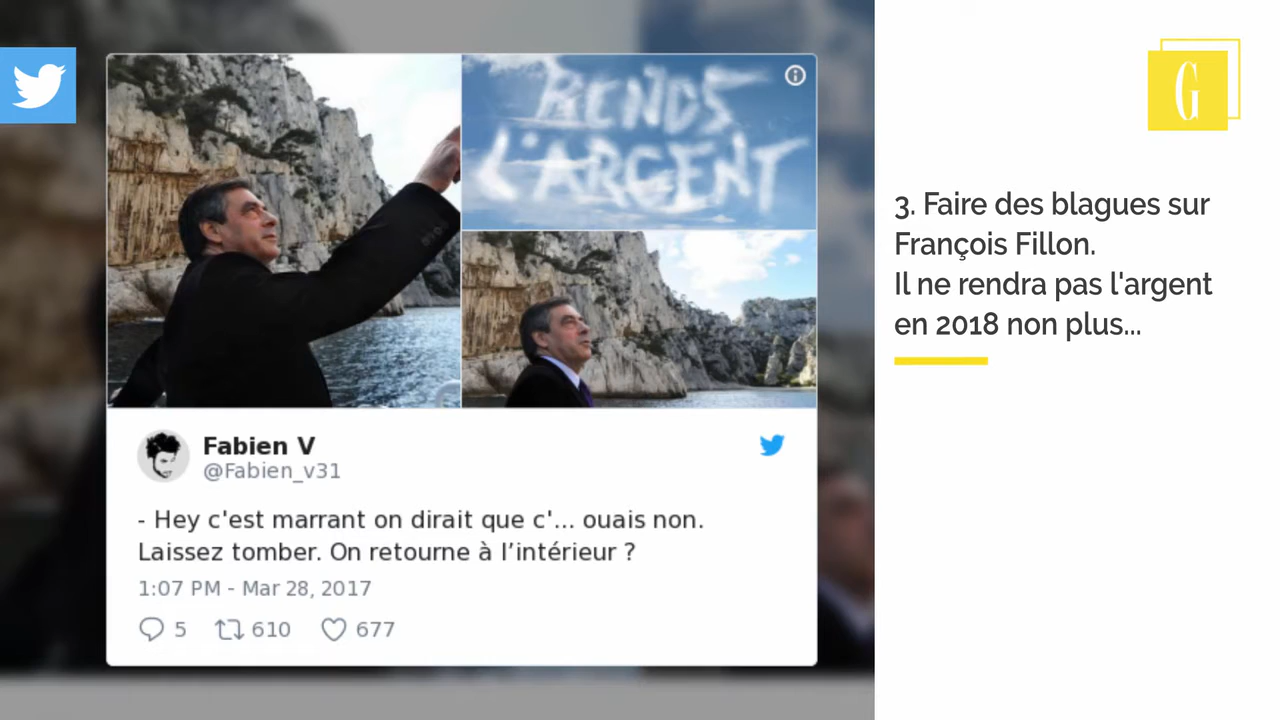 RENDS
L'ARGENT
Fabien V
@Fabien_v31
- Hey c'est marrant on dirait que c'... ouais non.
Laissez tomber. On retourne à l’intérieur ?
1:07 PM - Mar 28, 2017
5 610 677
G
3. Faire des blagues sur
François Fillon.
Il ne rendra pas l'argent
en 2018 non plus...